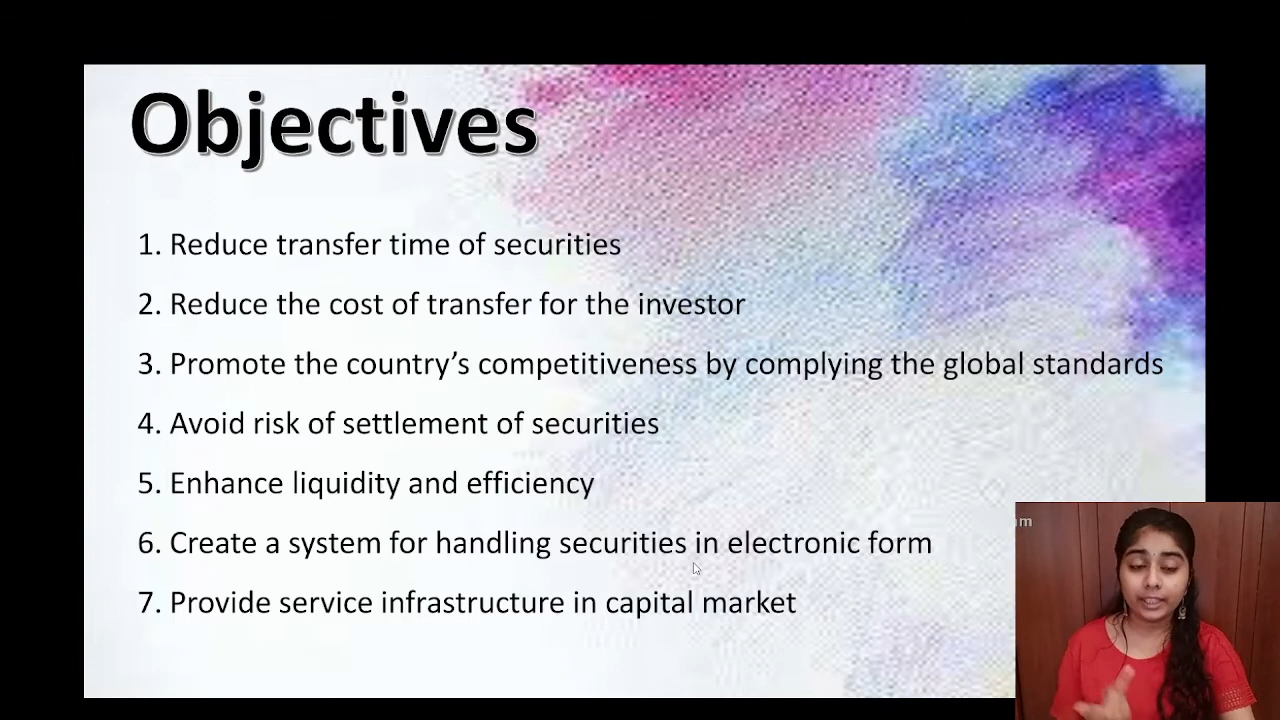 Objectives
1. Reduce transfer time of securities
2. Reduce the cost of transfer for the investor
3. Promote the country’s competitiveness by complying the global standards
4. Avoid risk of settlement of securities
5. Enhance liquidity and efficiency
6. Create a system for handling securities in electronic form
7. Provide service infrastructure in capital market